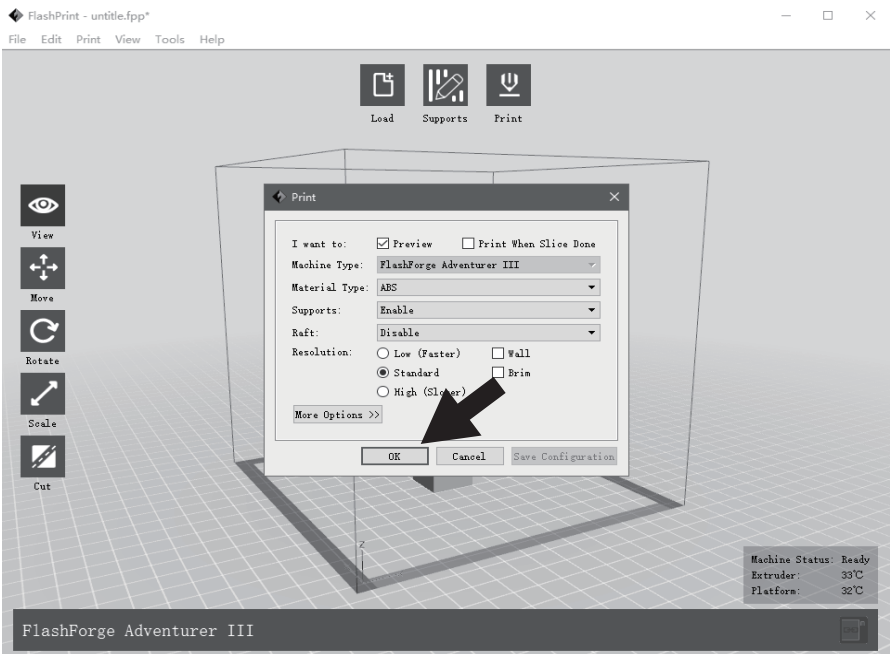 FlashPrint - untitle.fpp*
File Edit Print View Tools Help
Load Supports Print
View
Move
Rotate
Scale
Cut
Print
I want to: Preview Print When Slice Done
Machine Type: FlashForge Adventurer III
Material Type: ABS
Supports: Enable
Raft: Disable
Resolution: Low (Faster) Wall
Standard Brim
High (Slower)
More Options >>
OK Cancel Save Configuration
Z
Machine Status: Ready
Extruder: 33℃
Platform: 32℃
FlashForge Adventurer III